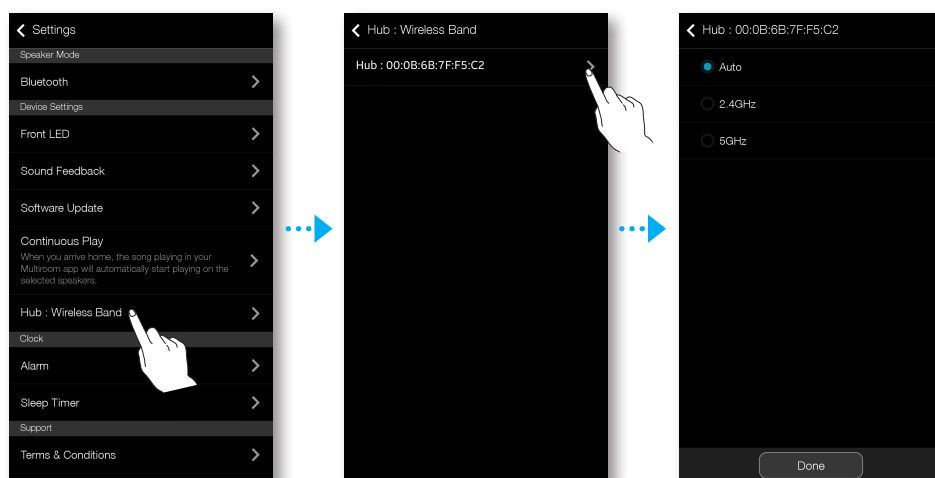 Settings
Speaker Mode
Bluetooth
Device Settings
Front LED
Sound Feedback
Software Update
Continuous Play
When you arrive home, the song playing in your
Multiroom app will automatically start playing on the
selected speakers.
Hub : Wireless Band
Clock
Alarm
Sleep Timer
Support
Terms & Conditions
Hub : Wireless Band
Hub : 00:0B:6B:7F:F5:C2
Hub : 00:0B:6B:7F:F5:C2
Auto
2.4GHz
5GHz
Done